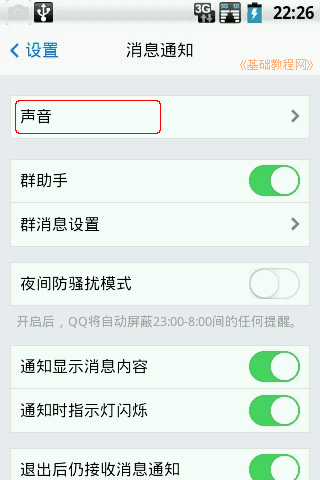 3G
22:26
设置
消息通知
《基础教程网》
声音
群助手
群消息设置
夜间防骚扰模式
开启后，QQ将自动屏蔽23:00-8:00间的任何提醒。
通知显示消息内容
通知时指示灯闪烁
退出后仍接收消息通知